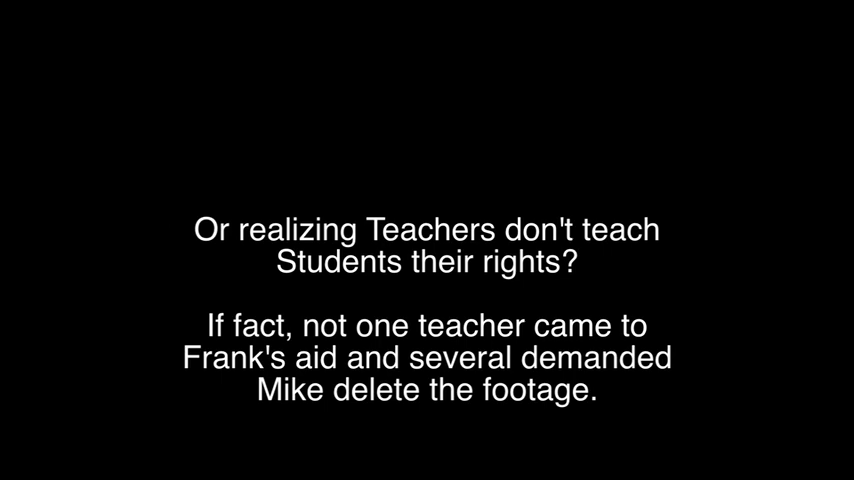 Or realizing Teachers don't teach
Students their rights?
If fact, not one teacher came to
Frank's aid and several demanded
Mike delete the footage.